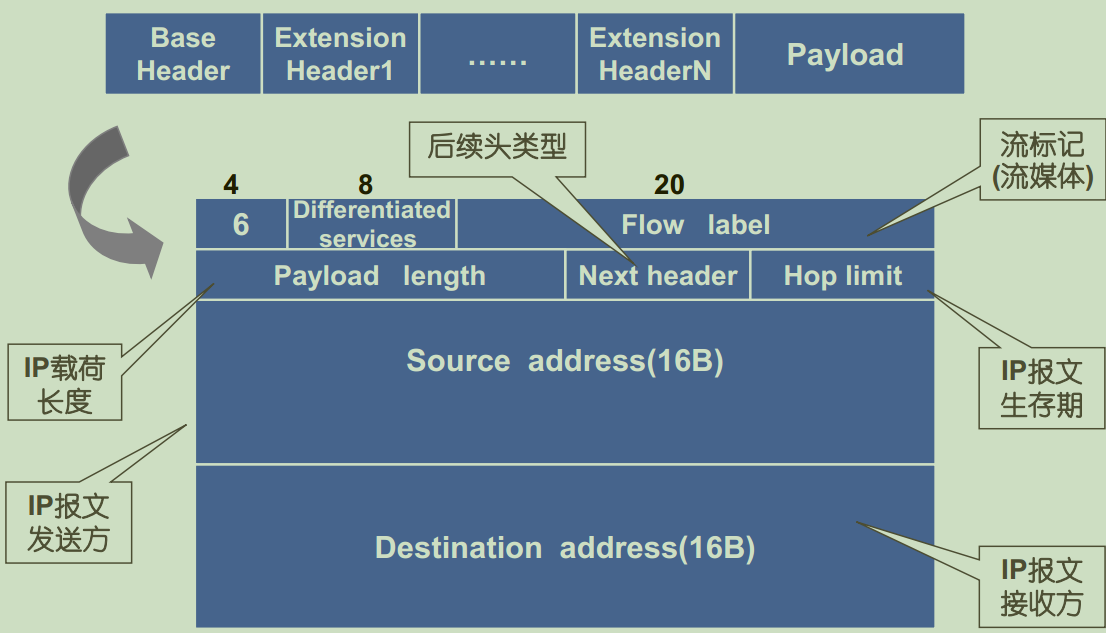 Base
Header
Extension
Header1
......
Extension
HeaderN
Payload
后续头类型
流标记
(流媒体)
4
8
20
6
Differentiated
services
Flow label
Payload length
Next header
Hop limit
IP载荷
长度
Source address(16B)
IP报文
生存期
IP报文
发送方
Destination address(16B)
IP报文
接收方